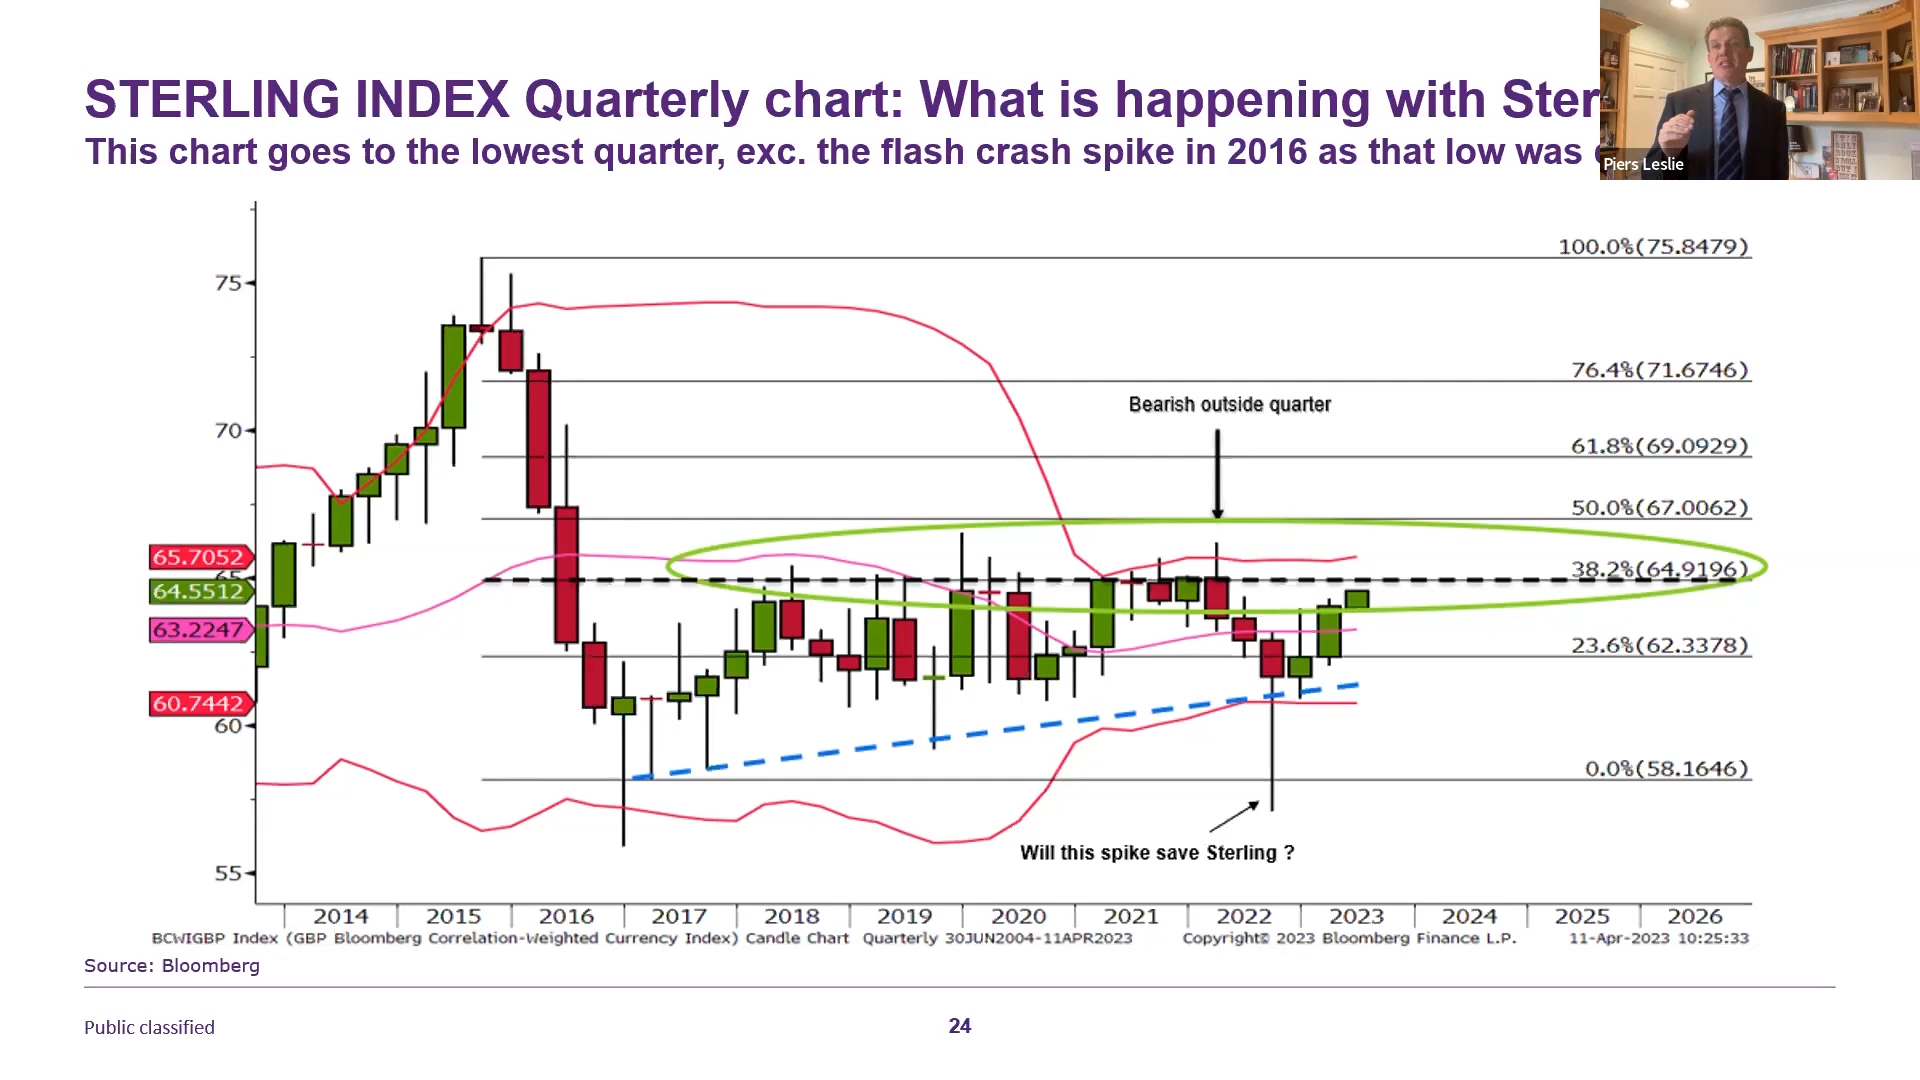 STERLING INDEX Quarterly chart: What is happening with Ster
This chart goes to the lowest quarter, exc. the flash crash spike in 2016 as that low was
Piers Leslie
100.0%(75.8479)
75
76.4%(71.6746)
Bearish outside quarter
70
61.8%(69.0929)
50.0%(67.0062)
65.7052
38.2%(64.9196)
65
64.5512
63.2247
23.6%(62.3378)
60.7442
60
0.0%(58.1646)
Will this spike save Sterling ?
55
2014 2015 2016 2017 2018 2019 2020 2021 2022 2023 2024 2025 2026
BCWIGBP Index (GBP Bloomberg Correlation-Weighted Currency Index) Candle Chart Quarterly 30JUN2004-11APR2023 Copyright© 2023 Bloomberg Finance L.P. 11-Apr-2023 10:25:33
Source: Bloomberg
Public classified
24